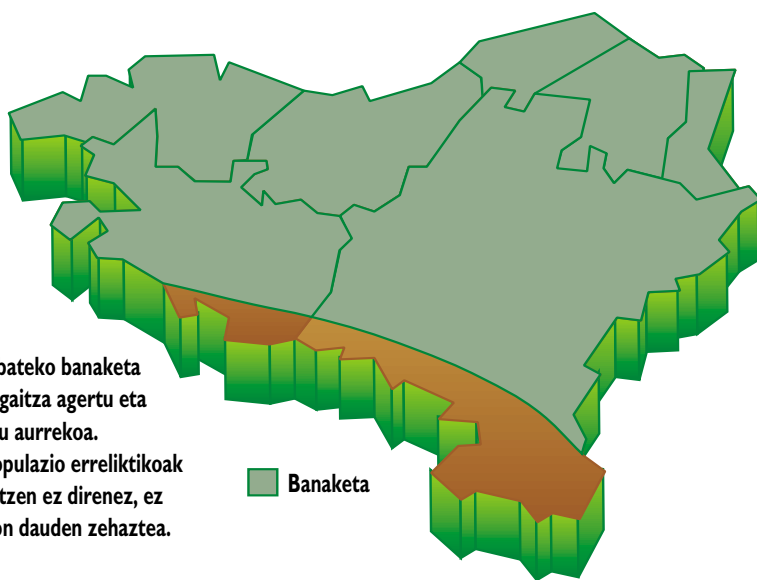 bateko banaketa
gaitza agertu eta
u aurrekoa.
opulazio erreliktikoak
tzen ez direnez, ez
on dauden zehaztea.
Banaketa